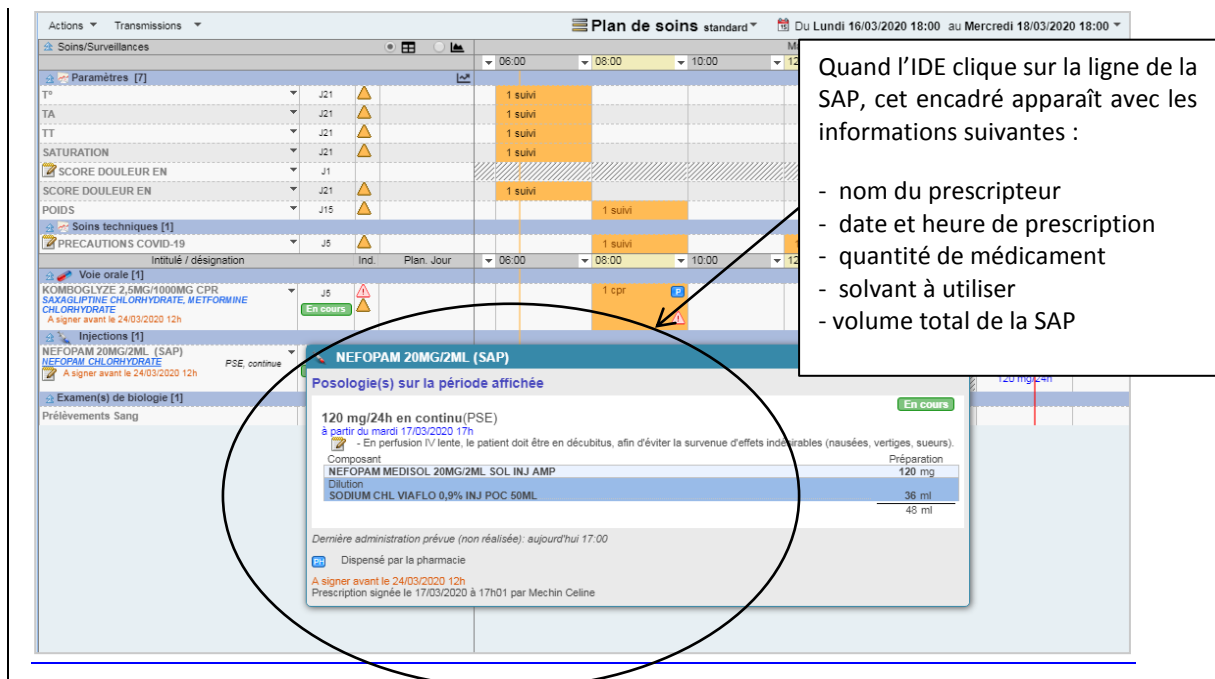 Actions Transmissions Plan de soins standard Du Lundi 16/03/2020 18:00 au Mercredi 18/03/2020 18:00
Soins/Surveillances
06:00 08:00 10:00 12
Paramètres [7]
T° J21 1 suivi
TA J21 1 suivi
TT J21 1 suivi
SATURATION J21 1 suivi
SCORE DOULEUR EN J1
SCORE DOULEUR EN J21 1 suivi
POIDS J15 1 suivi
Soins techniques [1]
PRECAUTIONS COVID-19 J5 1 suivi
Intitulé / désignation Ind. Plan. Jour 06:00 08:00 10:00 12
Voie orale [1]
KOMBOGLYZE 2,5MG/1000MG CPR J5 1 cpr P
SAXAGLIPTINE CHLORHYDRATE, METFORMINE
CHLORHYDRATE En cours
A signer avant le 24/03/2020 12h
Injections [1]
NEFOPAM 20MG/2ML (SAP)
NEFOPAM CHLORHYDRATE PSE, continue
A signer avant le 24/03/2020 12h
120 mg/24h
Examen(s) de biologie [1]
Prélèvements Sang
NEFOPAM 20MG/2ML (SAP)
Posologie(s) sur la période affichée
En cours
120 mg/24h en continu(PSE)
à partir du mardi 17/03/2020 17h
- En perfusion IV lente, le patient doit être en décubitus, afin d'éviter la survenue d'effets indésirables (nausées, vertiges, sueurs).
Composant Préparation
NEFOPAM MEDISOL 20MG/2ML SOL INJ AMP 120 mg
Dilution
SODIUM CHL VIAFLO 0,9% INJ POC 50ML 36 ml
48 ml
Dernière administration prévue (non réalisée): aujourd'hui 17:00
PH Dispensé par la pharmacie
A signer avant le 24/03/2020 12h
Prescription signée le 17/03/2020 à 17h01 par Mechin Celine
Quand l'IDE clique sur la ligne de la
SAP, cet encadré apparaît avec les
informations suivantes :
- nom du prescripteur
- date et heure de prescription
- quantité de médicament
- solvant à utiliser
- volume total de la SAP